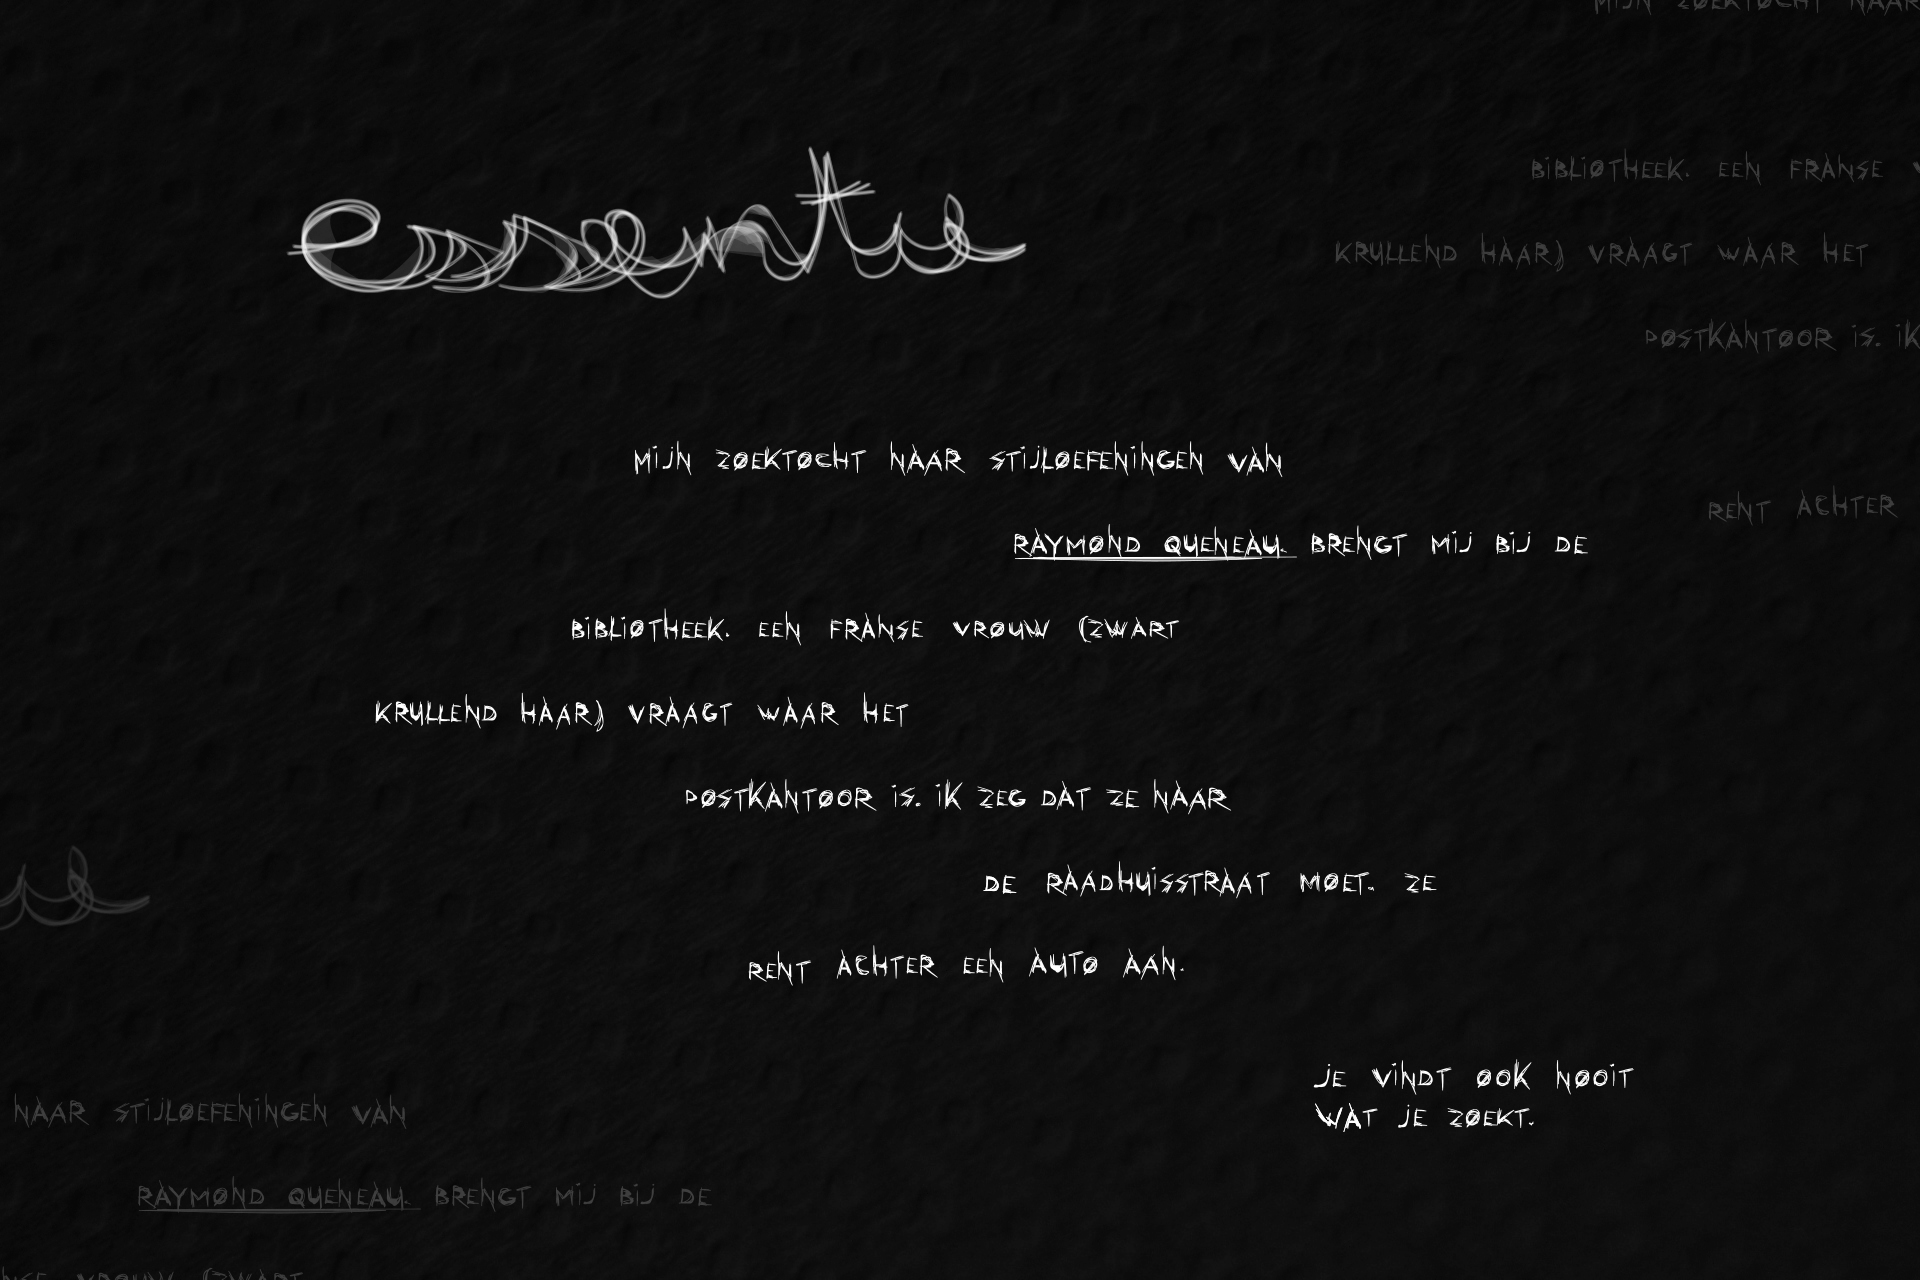 essentie
MIJN ZOEKTOCHT NAAR STIJLOEFENINGEN VAN
RAYMOND QUENEAU. BRENGT MIJ BIJ DE
BIBLIOTHEEK. EEN FRANSE VROUW (ZWART
KRULLEND HAAR) VRAAGT WAAR HET
POSTKANTOOR IS. IK ZEG DAT ZE NAAR
DE RAADHUISSTRAAT MOET. ZE
RENT ACHTER EEN AUTO AAN.
JE VINDT OOK NOOIT
WAT JE ZOEKT.
MIJN ZOEKTOCHT NAAR
BIBLIOTHEEK. EEN FRANSE
KRULLEND HAAR) VRAAGT WAAR HET
POSTKANTOOR IS. IK
RENT ACHTER
NAAR STIJLOEFENINGEN VAN
RAYMOND QUENEAU. BRENGT MIJ BIJ DE
VROUW (ZWART